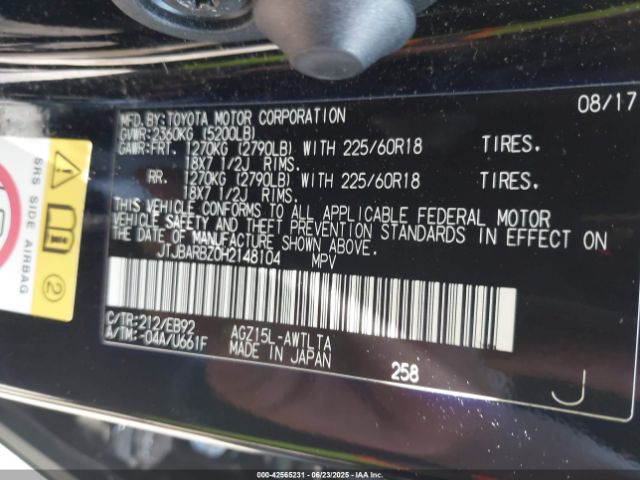 MFD.BY:TOYOTA MOTOR CORPORATION 08/17
GVWR:2360KG (5200LB)
GAWR:FRT. 1270KG (2790LB) WITH 225/60R18 TIRES.
18X7 1/2J RIMS.
RR. 1270KG (2790LB) WITH 225/60R18 TIRES.
18X7 1/2J RIMS.
THIS VEHICLE CONFORMS TO ALL APPLICABLE FEDERAL MOTOR
VEHICLE SAFETY AND THEFT PREVENTION STANDARDS IN EFFECT ON
THE DATE OF MANUFACTURE SHOWN ABOVE.
JTJBARBZ0H2148104 MPV
C/TR:212/EB92 AGZ15L-AWTLTA
A/TM:-04A/U661F MADE IN JAPAN
258 J
SRS SIDE AIRBAG
2
000-42565231 - 06/23/2025 - IAAI.COM